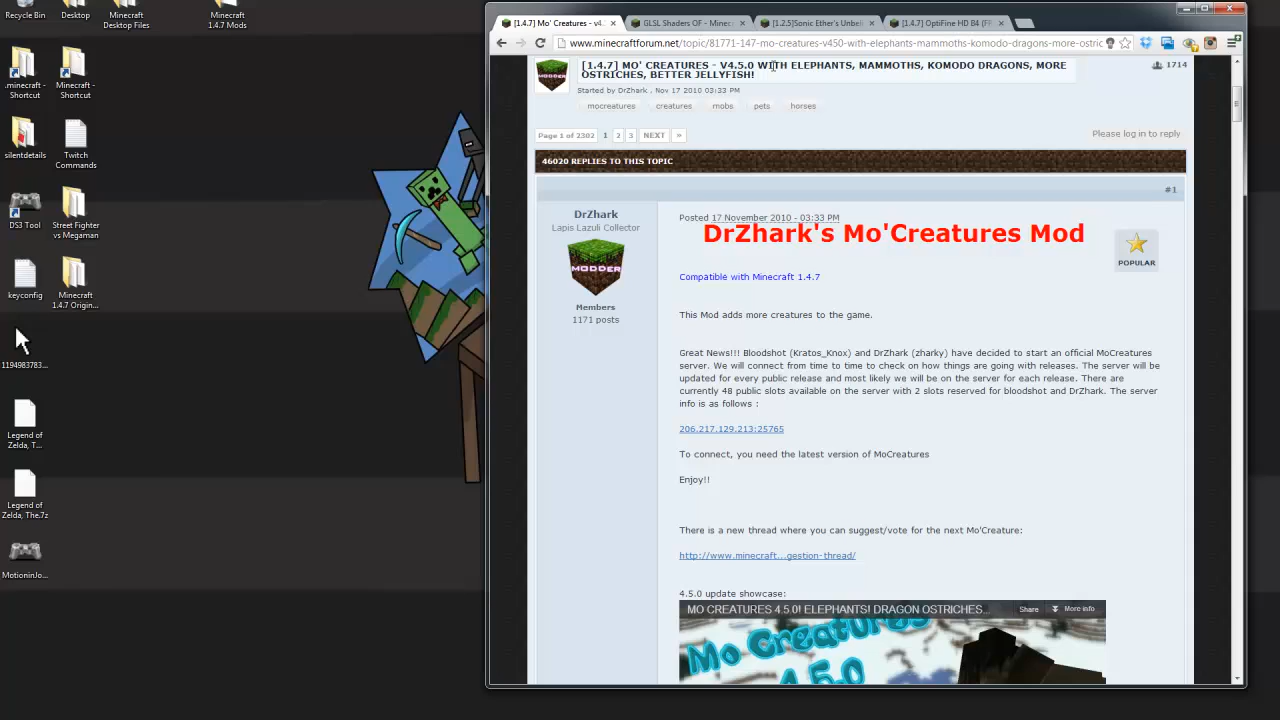 Recycle Bin
Desktop
Minecraft
Desktop Files
Minecraft
1.4.7 Mods
.minecraft -
Shortcut
Shortcut
silentdetails
Twitch
Commands
DS3 Tool
Street Fighter
vs Megaman
keyconfig
Minecraft
1.4.7 Origin...
1194983783...
Legend of
Zelda, T...
Legend of
Zelda, The.7z
MotioninJo...
[1.4.7] Mo' Creatures - v4.
GLSL Shaders OF - Minec
[1.2.5]Sonic Ether's Unbeli
[1.4.7] OptiFine HD B4 (FP
www.minecraftforum.net/topic/81771-147-mo-creatures-v450-with-elephants-mammoths-komodo-dragons-more-ostric
[1.4.7] MO' CREATURES - V4.5.0 WITH ELEPHANTS, MAMMOTHS, KOMODO DRAGONS, MORE
OSTRICHES, BETTER JELLYFISH!
1714
Started by DrZhark , Nov 17 2010 03:33 PM
mocreatures creatures mobs pets horses
Page 1 of 2302 1 2 3 NEXT »
Please log in to reply
46020 REPLIES TO THIS TOPIC
#1
DrZhark
Lapis Lazuli Collector
MODDER
Members
1171 posts
Posted 17 November 2010 - 03:33 PM
DrZhark's Mo'Creatures Mod
POPULAR
Compatible with Minecraft 1.4.7
This Mod adds more creatures to the game.
Great News!!! Bloodshot (Kratos_Knox) and DrZhark (zharky) have decided to start an official MoCreatures
server. We will connect from time to time to check on how things are going with releases. The server will be
updated for every public release and most likely we will be on the server for each release. There are
currently 48 public slots available on the server with 2 slots reserved for bloodshot and DrZhark. The server
info is as follows :
206.217.129.213:25765
To connect, you need the latest version of MoCreatures
Enjoy!!
There is a new thread where you can suggest/vote for the next Mo'Creature:
http://www.minecraft...gestion-thread/
4.5.0 update showcase:
MO CREATURES 4.5.0! ELEPHANTS! DRAGON OSTRICHES...
Share
More info
Mo Creatures
4.5.0